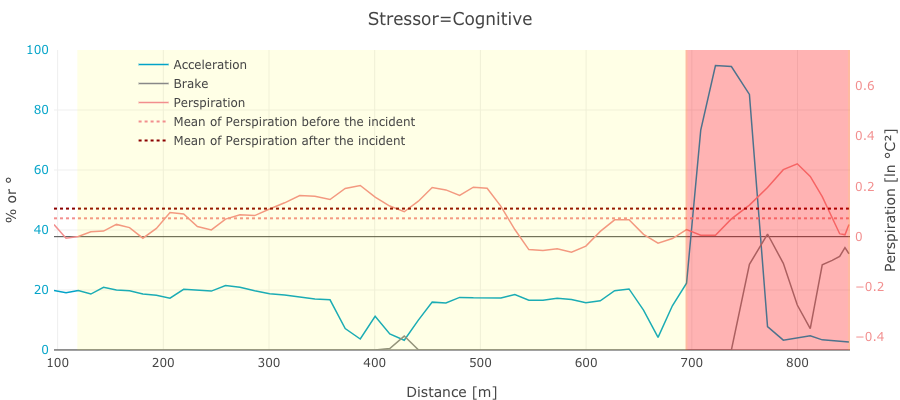 Stressor=Cognitive
100
80
60
40
20
0
% or °
Acceleration
Brake
Perspiration
Mean of Perspiration before the incident
Mean of Perspiration after the incident
0.6
0.4
0.2
0
−0.2
−0.4
Perspiration [ln °C²]
100 200 300 400 500 600 700 800
Distance [m]